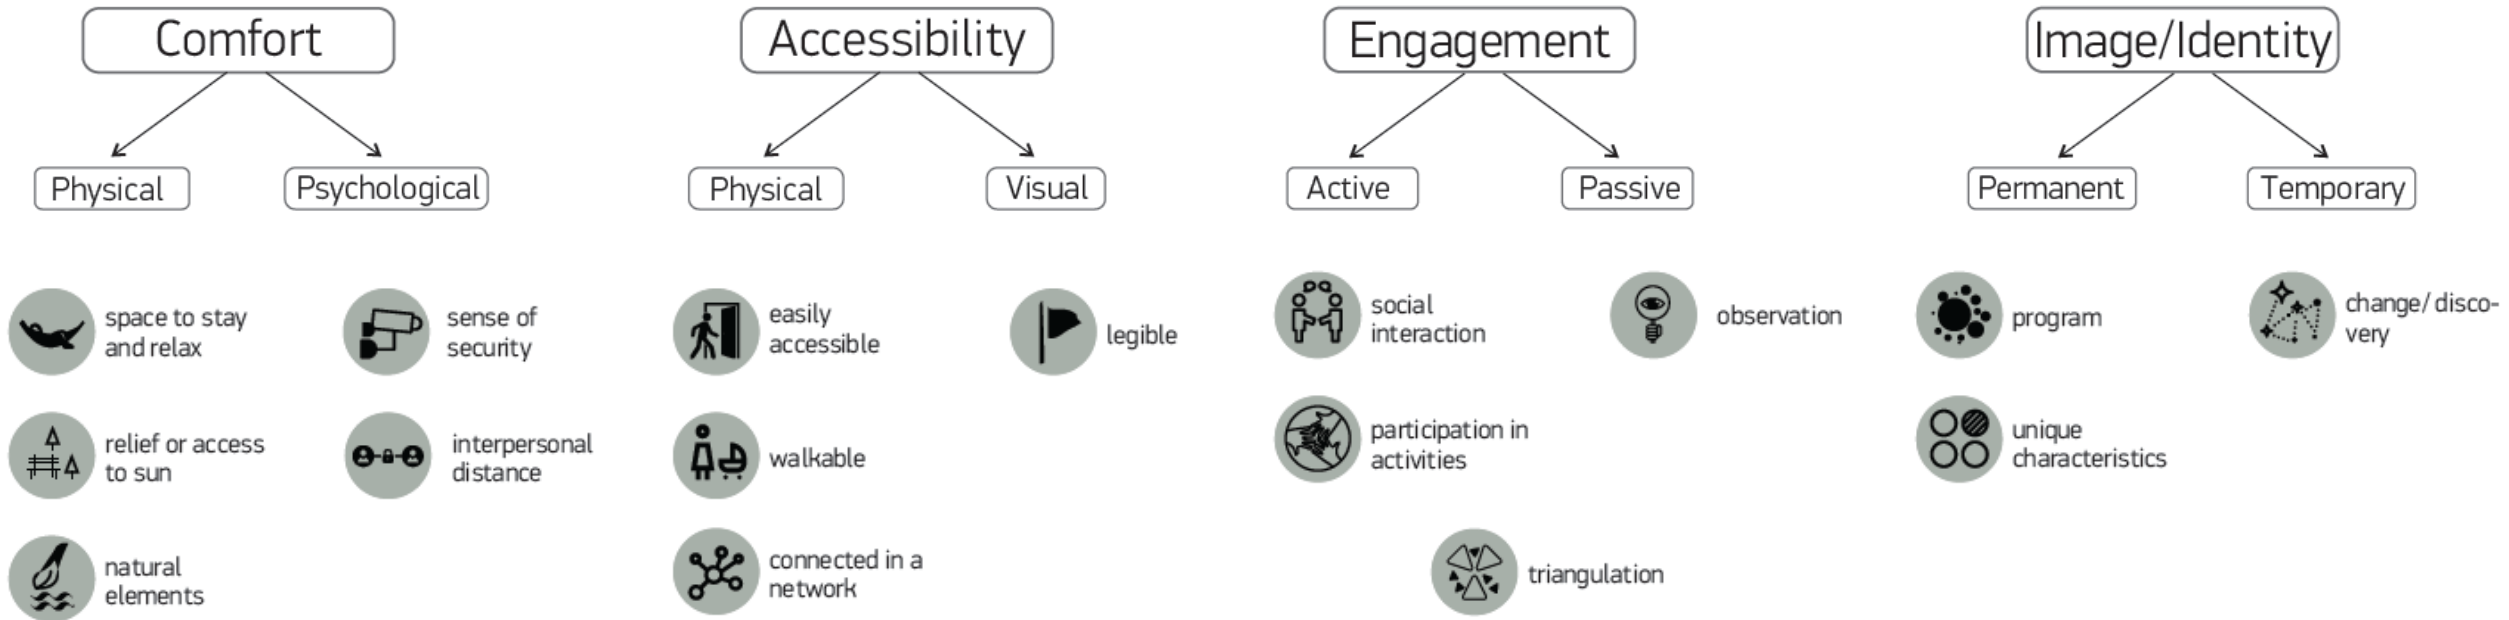 Comfort
Accessibility
Engagement
Image/Identity
Physical
Psychological
Physical
Visual
Active
Passive
Permanent
Temporary
space to stay
and relax
sense of
security
easily
accessible
legible
social
interaction
observation
program
change/ disco-
very
relief or access
to sun
interpersonal
distance
walkable
participation in
activities
unique
characteristics
natural
elements
connected in a
network
triangulation